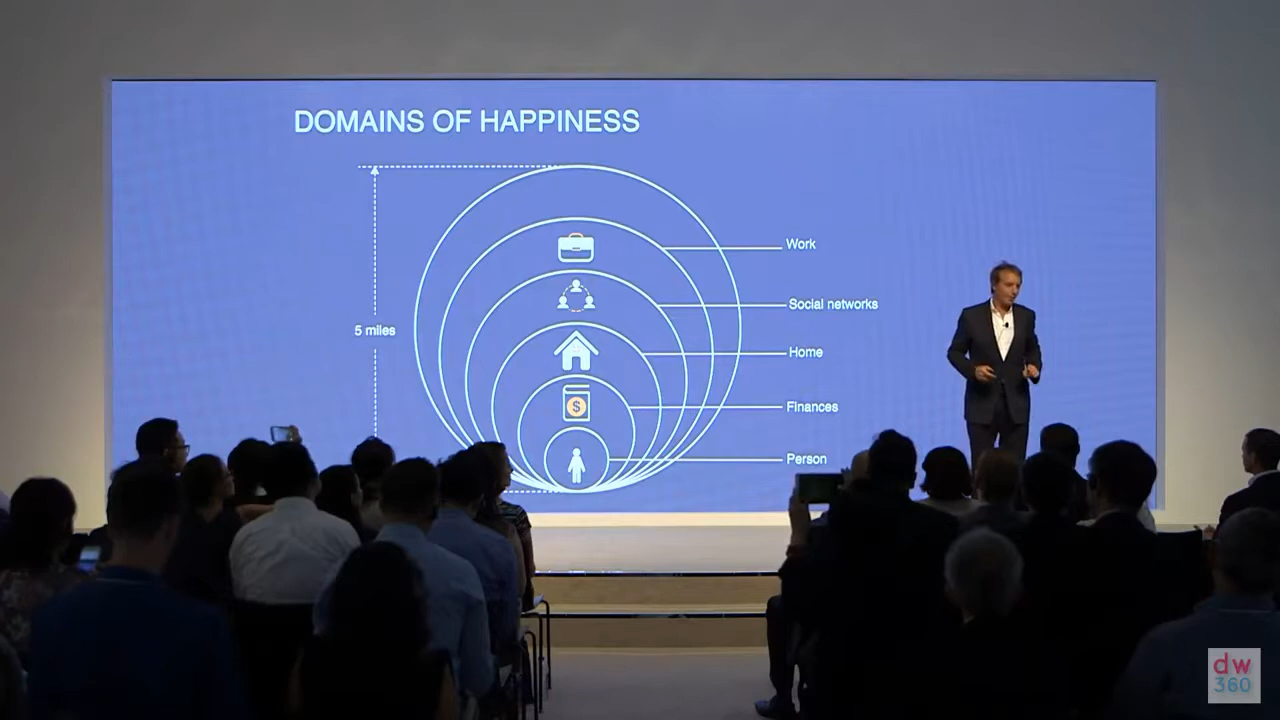 DOMAINS OF HAPPINESS
Work
Social networks
5 miles
Home
$
Finances
Person
dw
360